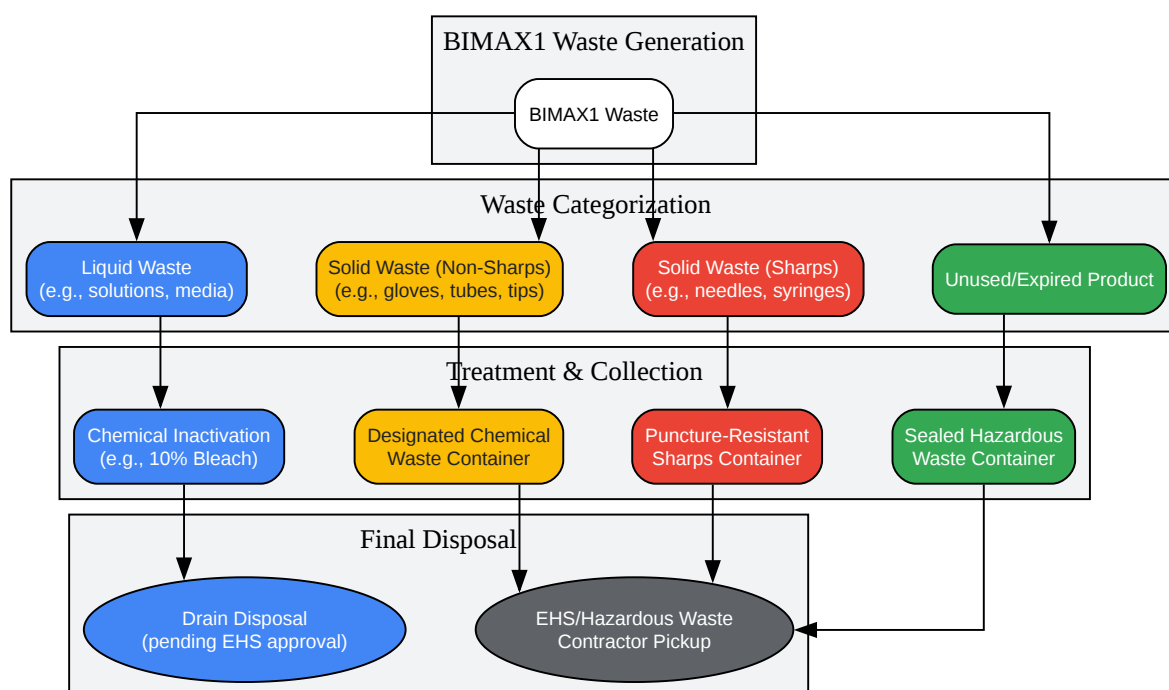 BIMAX1 Waste Generation
BIMAX1 Waste
Waste Categorization
Liquid Waste
(e.g., solutions, media)
Solid Waste (Non-Sharps)
(e.g., gloves, tubes, tips)
Solid Waste (Sharps)
(e.g., needles, syringes)
Unused/Expired Product
Treatment & Collection
Chemical Inactivation
(e.g., 10% Bleach)
Designated Chemical
Waste Container
Puncture-Resistant
Sharps Container
Sealed Hazardous
Waste Container
Final Disposal
Drain Disposal
(pending EHS approval)
EHS/Hazardous Waste
Contractor Pickup